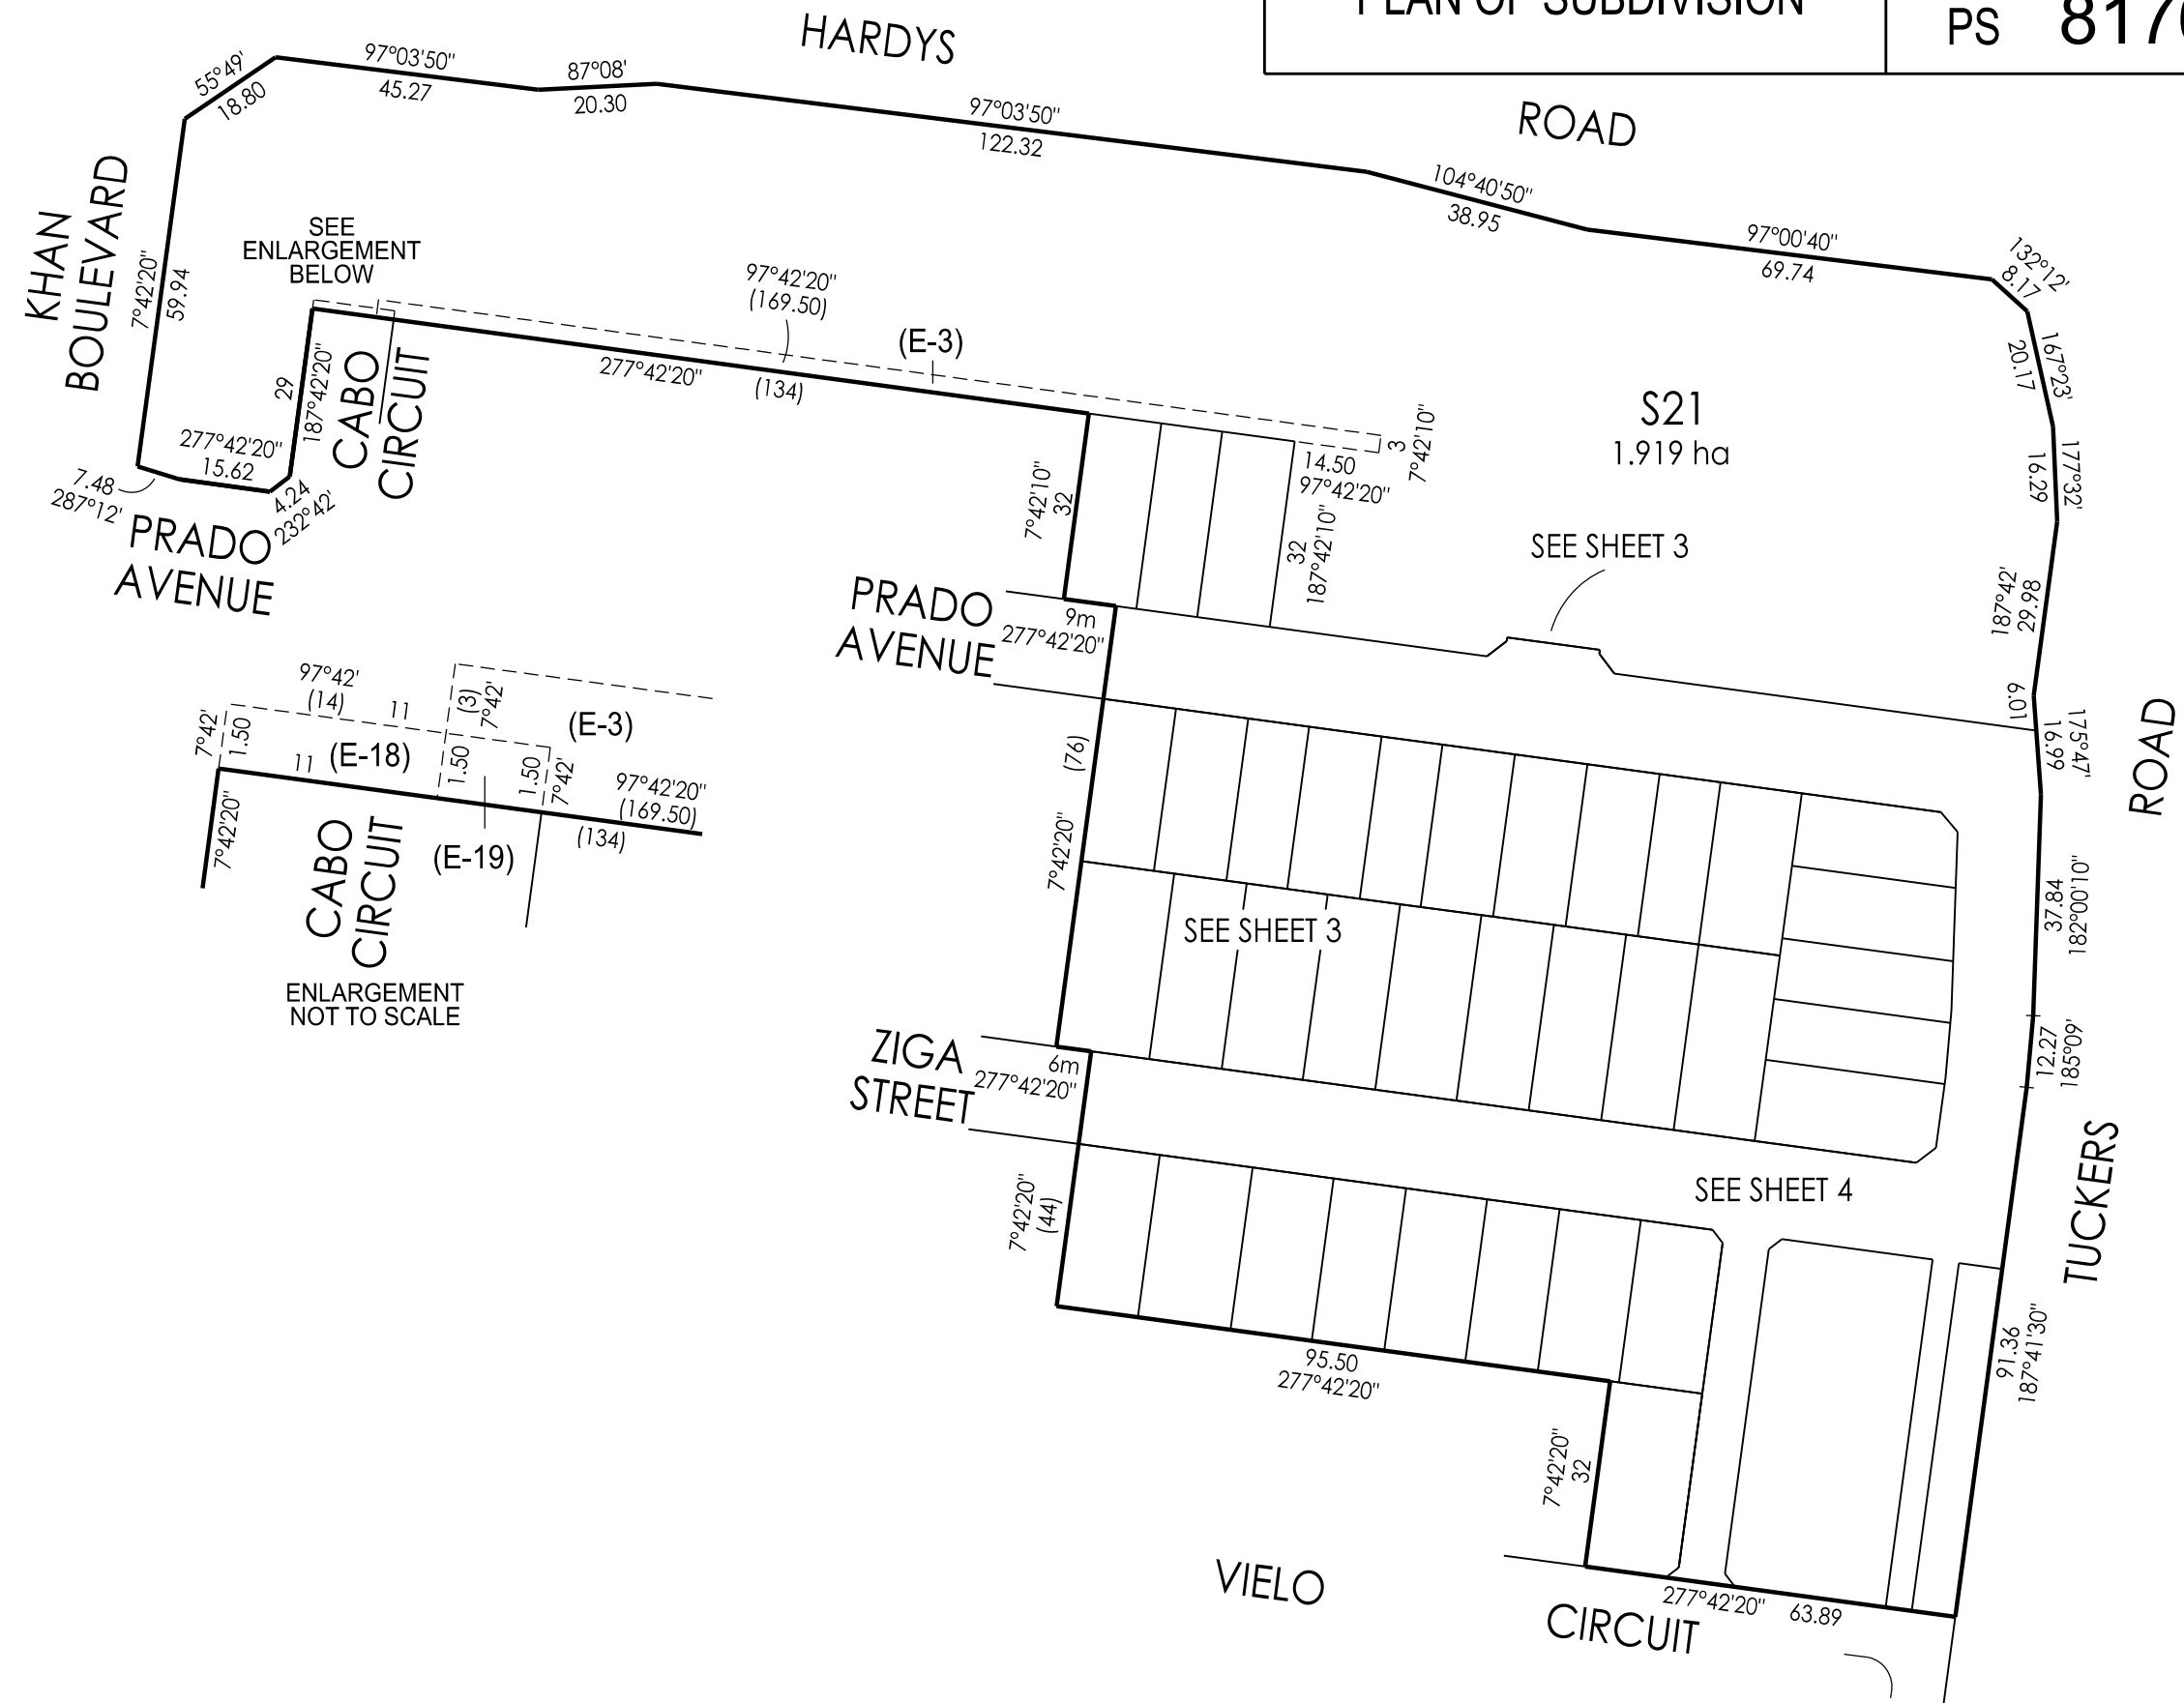 PLAN OF SUBDIVISION
PS 8170
HARDYS
ROAD
55°49'
18.80
97°03'50"
45.27
87°08'
20.30
97°03'50"
122.32
104°40'50"
38.95
97°00'40"
69.74
132°12'
8.17
167°23'
20.17
177°32'
16.29
187°42'
29.98
6.01
175°47'
16.99
ROAD
37.84
182°00'10"
12.27
185°09'
TUCKERS
91.36
187°41'30"
KHAN
BOULEVARD
7°42'20"
59.94
SEE
ENLARGEMENT
BELOW
97°42'20"
(169.50)
(E-3)
277°42'20"
(134)
29
187°42'20"
CABO
CIRCUIT
277°42'20"
15.62
7.48
287°12'
4.24
232°42'
PRADO
AVENUE
S21
1.919 ha
3
7°42'10"
14.50
97°42'20"
7°42'10"
32
32
187°42'10"
SEE SHEET 3
PRADO
AVENUE
9m
277°42'20"
97°42'
(14)
11
(3)
7°42'
(E-3)
7°42'
1.50
11
(E-18)
1.50
1.50
7°42'
97°42'20"
(169.50)
(134)
7°42'20"
CABO
CIRCUIT
(E-19)
ENLARGEMENT
NOT TO SCALE
(76)
7°42'20"
SEE SHEET 3
ZIGA
STREET
6m
277°42'20"
SEE SHEET 4
7°42'20"
(44)
95.50
277°42'20"
7°42'20"
32
VIELO
CIRCUIT
277°42'20"
63.89